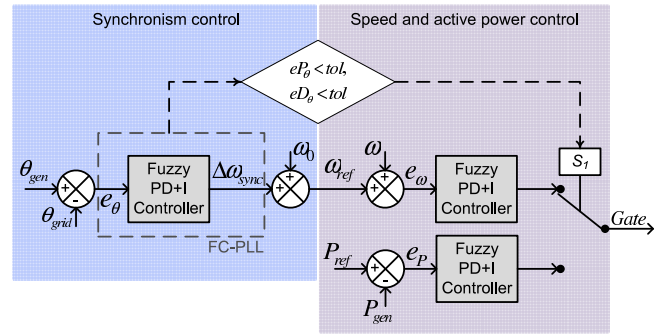 Synchronism control
Speed and active power control
eP_θ < tol,
eD_θ < tol
θ_gen
+
-
θ_grid
e_θ
Fuzzy
PD+I
Controller
Δω_sync
FC-PLL
ω_0
+
+
ω_ref
ω
+
+
e_ω
Fuzzy
PD+I
Controller
S_1
Gate
P_ref
+
-
P_gen
e_P
Fuzzy
PD+I
Controller